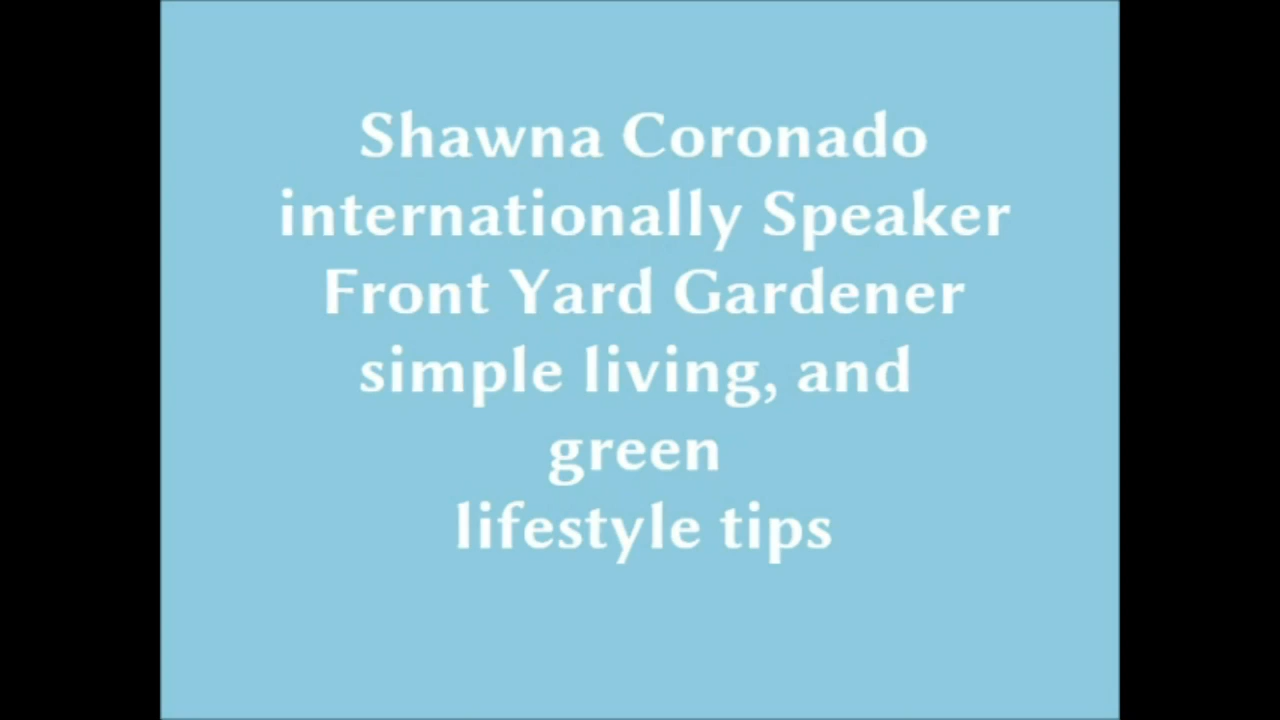 Shawna Coronado
internationally Speaker
Front Yard Gardener
simple living, and
green
lifestyle tips